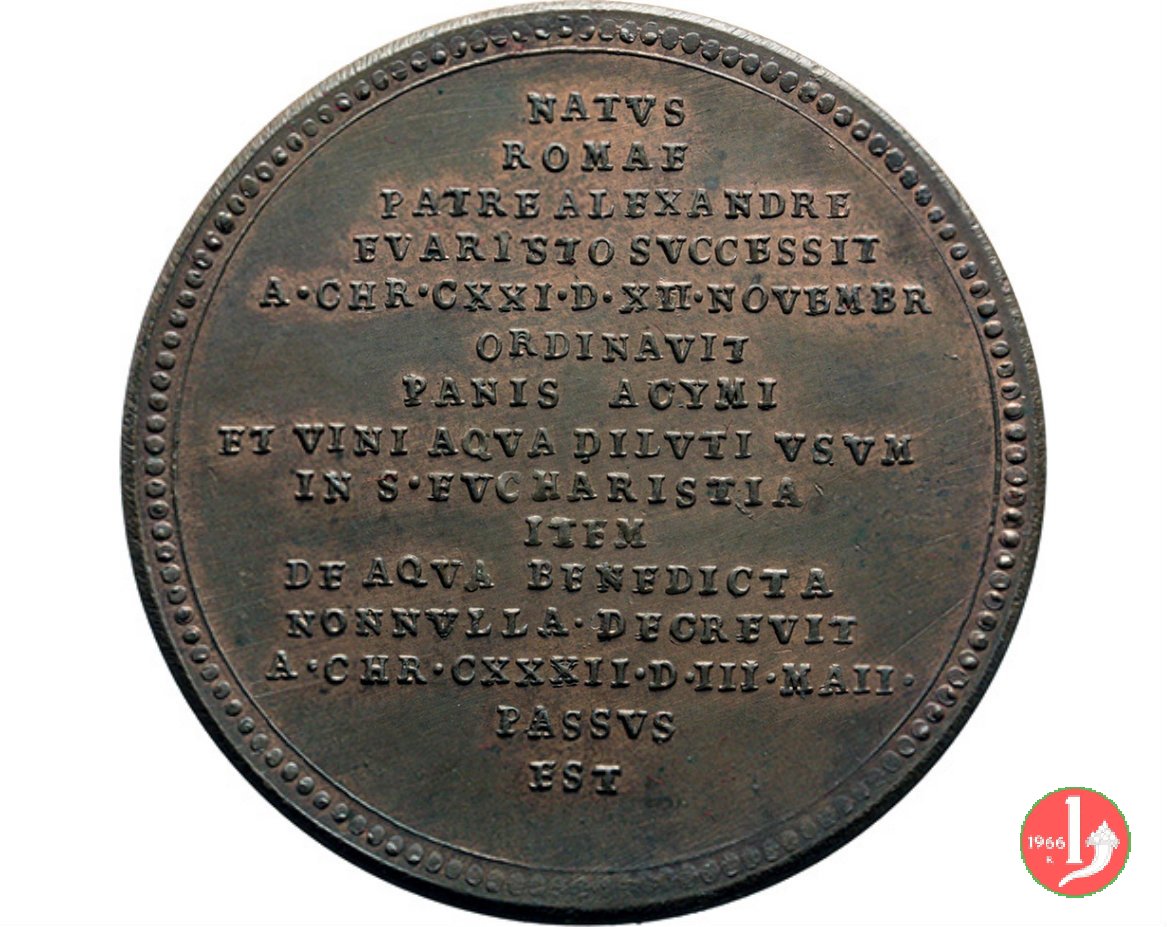 NATVS
ROMAE
PATRE ALEXANDRE
EVARISTO SVCCESSIT
A·CHR·CXXI·D·XII·NOVEMBR
ORDINAVIT
PANIS ACYMI
ET VINI AQVA DILVTI VSVM
IN S·EVCHARISTIA
ITEM
DE AQVA BENEDICTA
NONNVLLA·DECREVIT
A·CHR·CXXXII·D·III·MAII·
PASSVS
EST
1966
R.